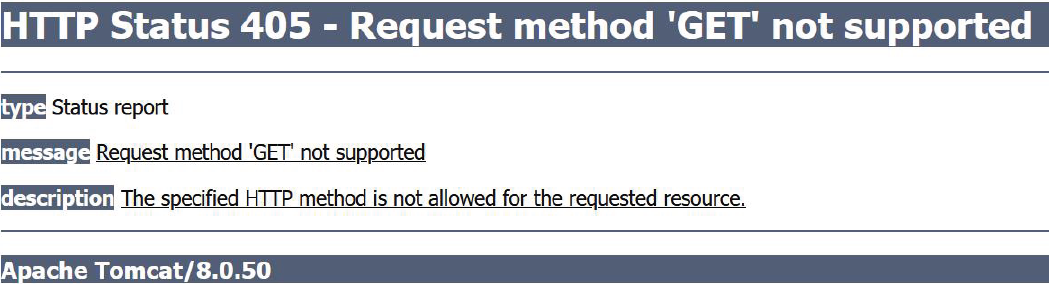 HTTP Status 405 - Request method 'GET' not supported
type Status report
message Request method 'GET' not supported
description The specified HTTP method is not allowed for the requested resource.
Apache Tomcat/8.0.50